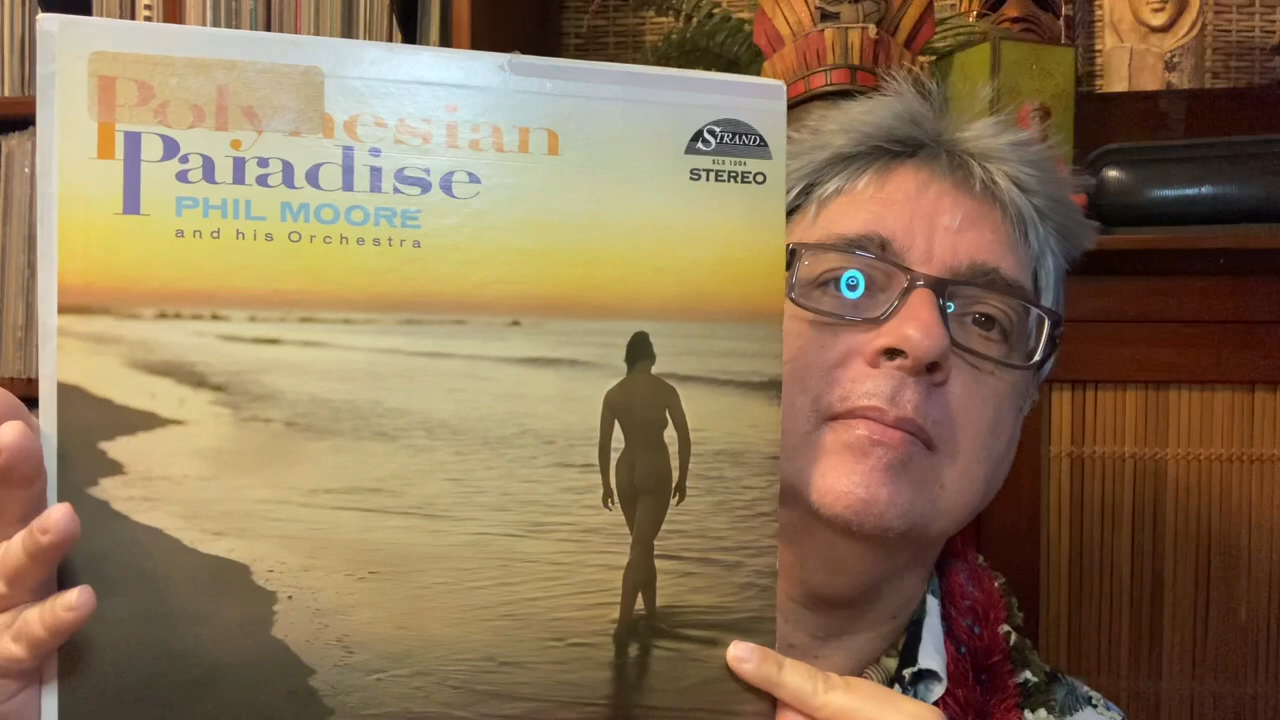 Polynesian
Paradise
PHIL MOORE
and his Orchestra
STRAND
SLS 1004
STEREO